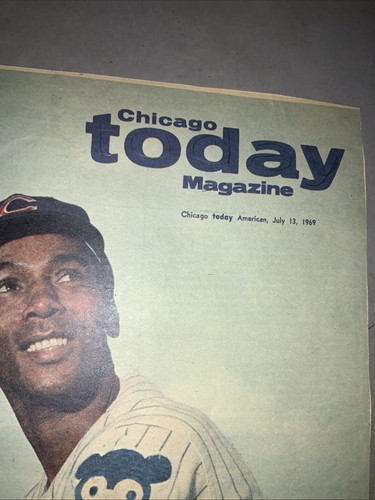 Chicago
today
Magazine
Chicago today American, July 13, 1969
C